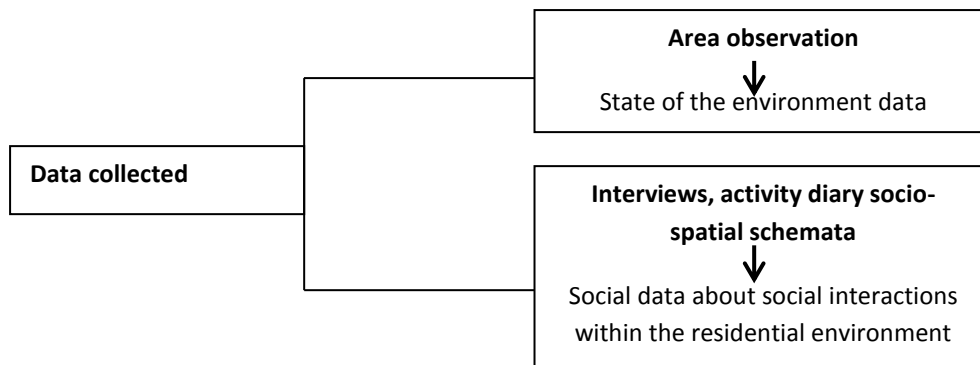 Area observation
State of the environment data
Data collected
Interviews, activity diary socio-
spatial schemata
Social data about social interactions
within the residential environment